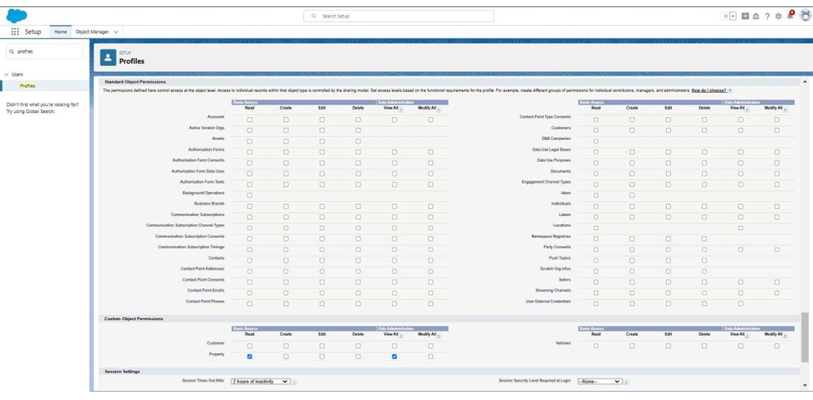 Search Setup
Setup
Home
Object Manager
profiles
Users
Profiles
Didn't find what you're looking for?
Try using Global Search.
SETUP
Profiles
Standard Object Permissions
The permissions defined here control access at the object level. Access to individual records within that object type is controlled by the sharing model. Set access levels based on the functional requirements for the profile. For example, create different groups of permissions for individual contributors, managers, and administrators. How do I choose?
Basic Access Data Administration Basic Access Data Administration
Read Create Edit Delete View All Modify All Read Create Edit Delete View All Modify All
Accounts Contact Point Type Consents
Active Scratch Orgs Customers
Assets D&B Companies
Authorization Forms Data Use Legal Bases
Authorization Form Consents Data Use Purposes
Authorization Form Data Uses Documents
Authorization Form Texts Engagement Channel Types
Background Operations Ideas
Business Brands Individuals
Communication Subscriptions Labels
Communication Subscription Channel Types Locations
Communication Subscription Consents Namespace Registries
Communication Subscription Timings Party Consents
Contacts Push Topics
Contact Point Addresses Scratch Org Infos
Contact Point Consents Sellers
Contact Point Emails Streaming Channels
Contact Point Phones User External Credentials
Custom Object Permissions
Basic Access Data Administration Basic Access Data Administration
Read Create Edit Delete View All Modify All Read Create Edit Delete View All Modify All
Customer Vehicles
Property
Session Settings
Session Times Out After 2 hours of inactivity Session Security Level Required at Login --None--